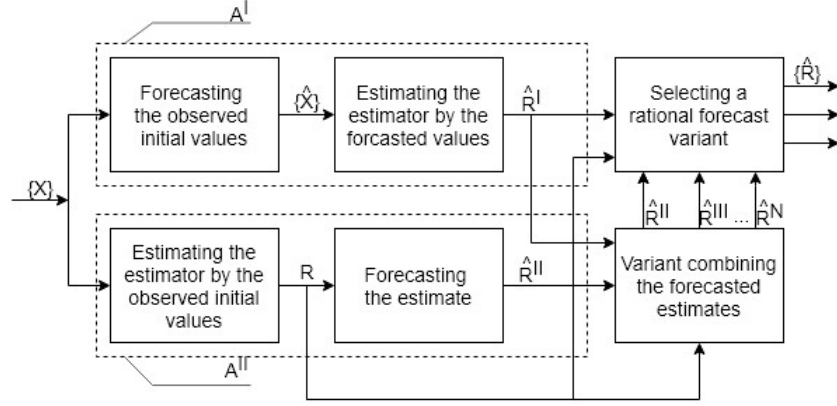 A^I
Forecasting
the observed
initial values
{X̂}
Estimating the
estimator by the
forcasted values
R̂^I
Selecting a
rational forecast
variant
{R̂}
{X}
R̂^II R̂^III ... R̂^N
Estimating the
estimator by the
observed initial
values
R
Forecasting
the estimate
R̂^II
Variant combining
the forecasted
estimates
A^II